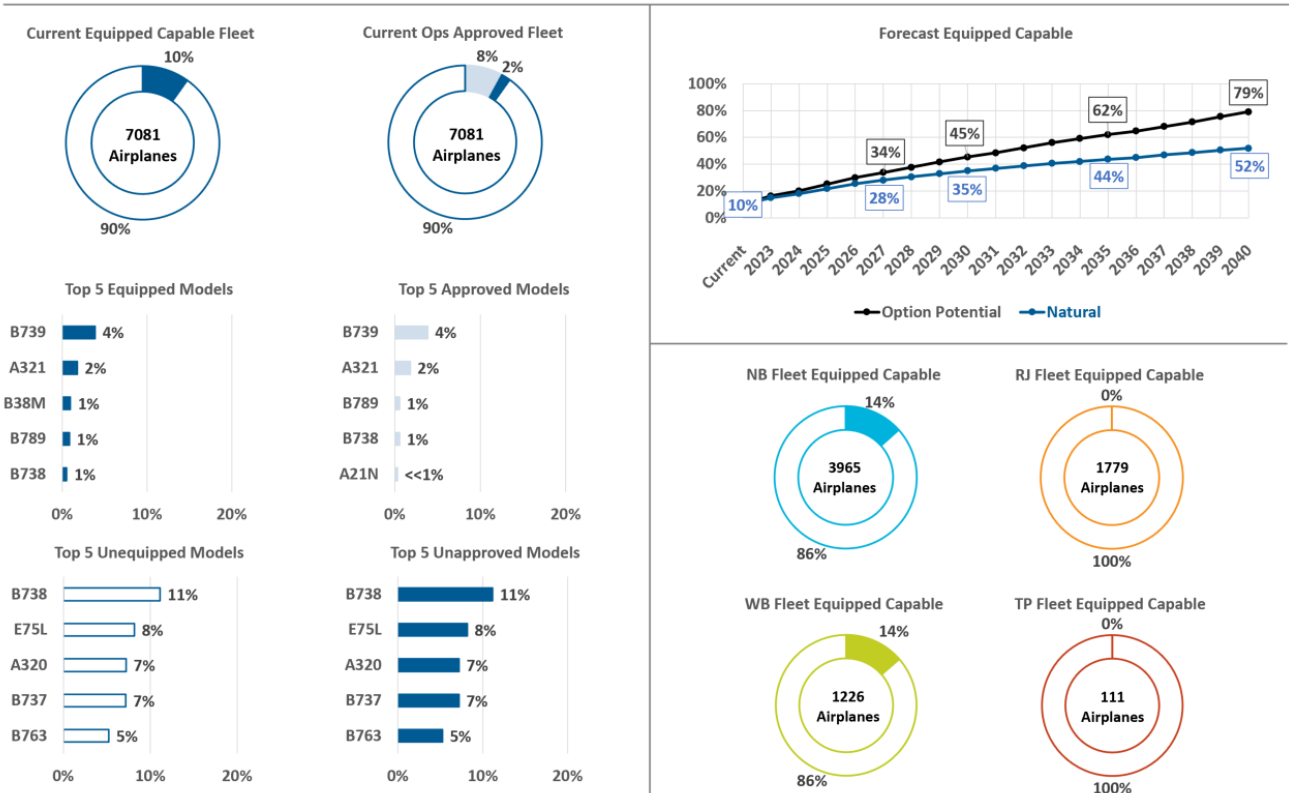 Current Equipped Capable Fleet
10%
7081
Airplanes
90%
Current Ops Approved Fleet
8%
2%
7081
Airplanes
90%
Top 5 Equipped Models
B739
4%
A321
2%
B38M
1%
B789
1%
B738
1%
0%
10%
20%
Top 5 Approved Models
B739
4%
A321
2%
B789
1%
B738
1%
A21N
<<1%
0%
10%
20%
Top 5 Unequipped Models
B738
11%
E75L
8%
A320
7%
B737
7%
B763
5%
0%
10%
20%
Top 5 Unapproved Models
B738
11%
E75L
8%
A320
7%
B737
7%
B763
5%
0%
10%
20%
Forecast Equipped Capable
100%
80%
60%
40%
20%
0%
10%
34%
45%
62%
79%
28%
35%
44%
52%
Current
2023
2024
2025
2026
2027
2028
2029
2030
2031
2032
2033
2034
2035
2036
2037
2038
2039
2040
Option Potential
Natural
NB Fleet Equipped Capable
14%
3965
Airplanes
86%
RJ Fleet Equipped Capable
0%
1779
Airplanes
100%
WB Fleet Equipped Capable
14%
1226
Airplanes
86%
TP Fleet Equipped Capable
0%
111
Airplanes
100%